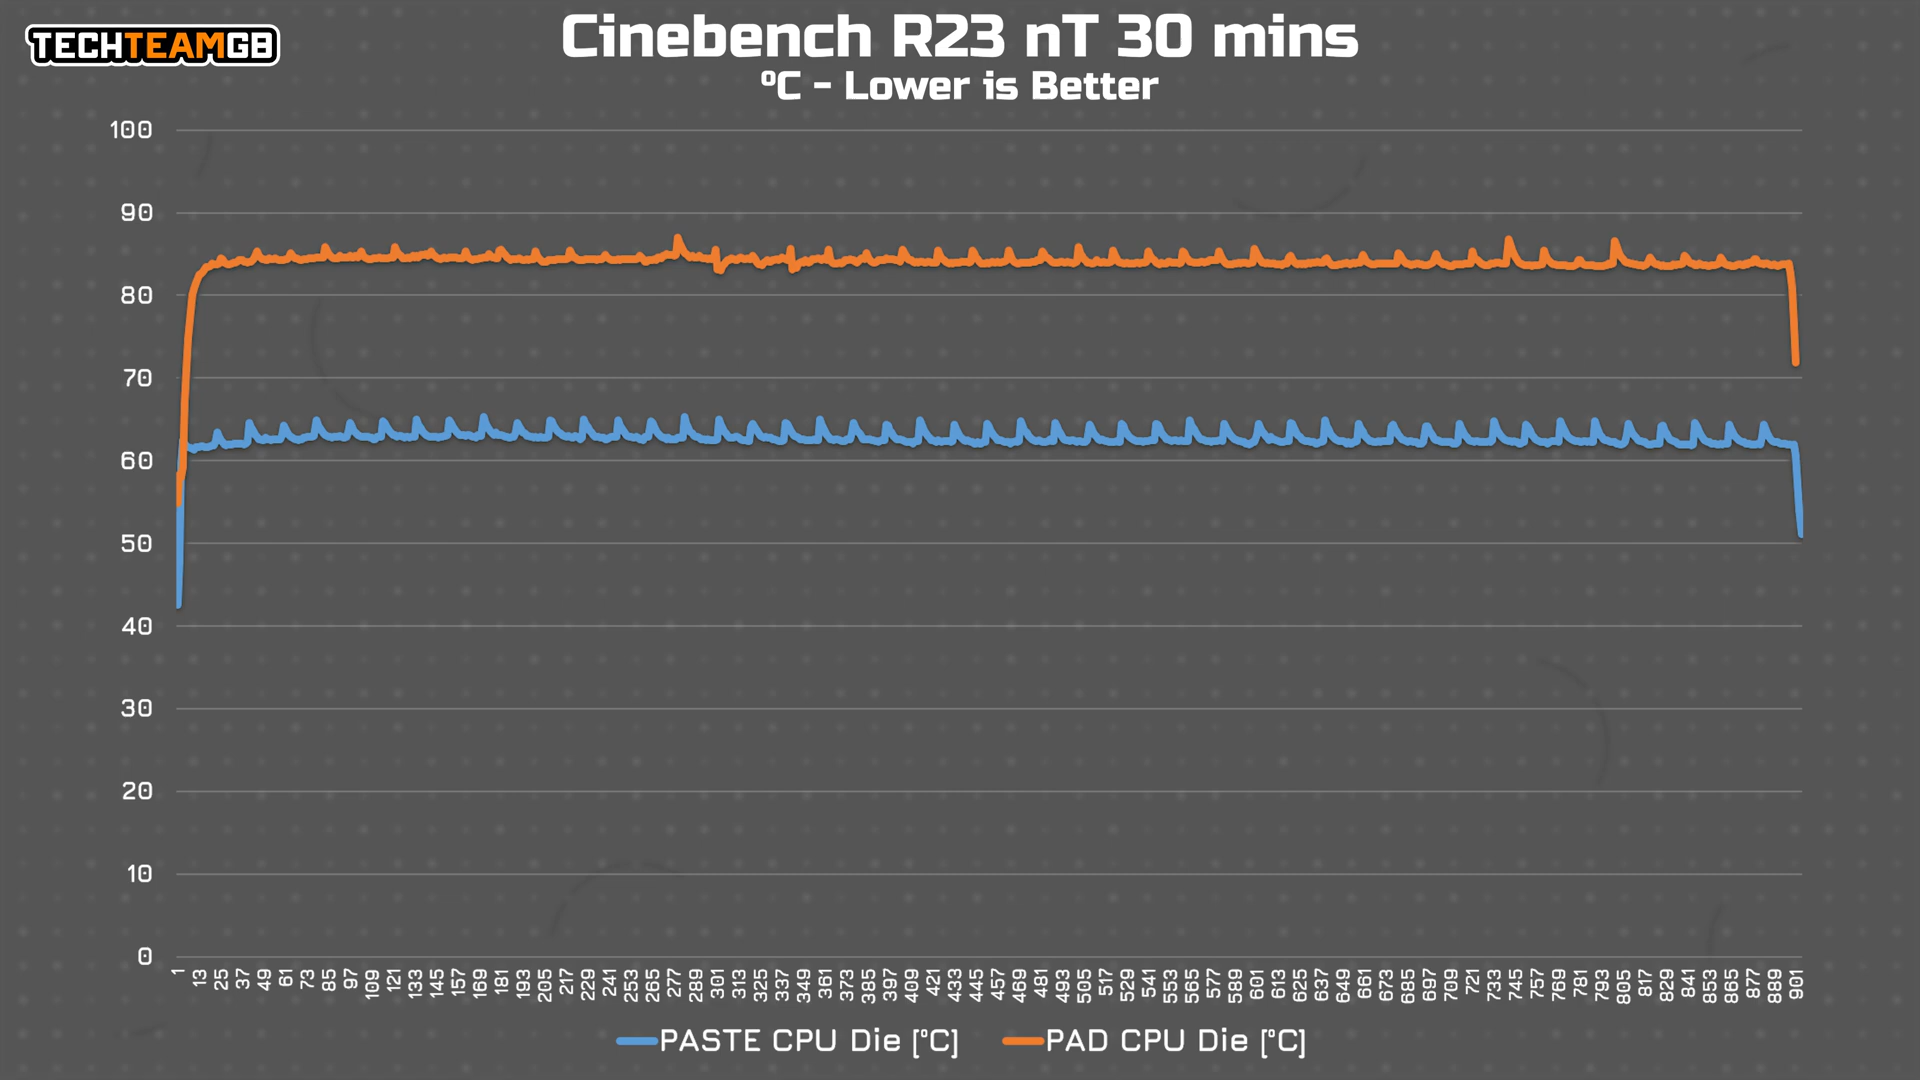 TECHTEAMGB
Cinebench R23 nT 30 mins
ºC - Lower is Better
100
90
80
70
60
50
40
30
20
10
0
1 13 25 37 49 61 73 85 97 109 121 133 145 157 169 181 193 205 217 229 241 253 265 277 289 301 313 325 337 349 361 373 385 397 409 421 433 445 457 469 481 493 505 517 529 541 553 565 577 589 601 613 625 637 649 661 673 685 697 709 721 733 745 757 769 781 793 805 817 829 841 853 865 877 889 901
PASTE CPU Die [°C] PAD CPU Die [°C]